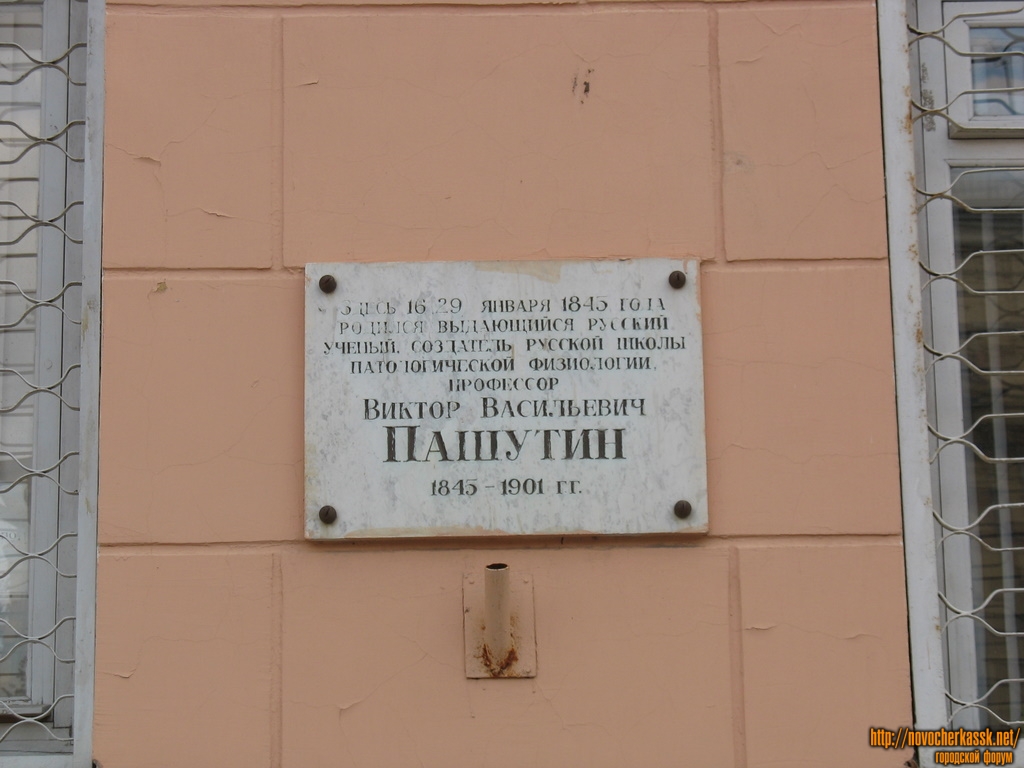 Здесь 16 29 января 1845 года
родился выдающийся русский
ученый, создатель русской школы
патологической физиологии,
профессор
Виктор Васильевич
Пашутин
1845 – 1901 гг.
http://novocherkassk.net/
городской форум